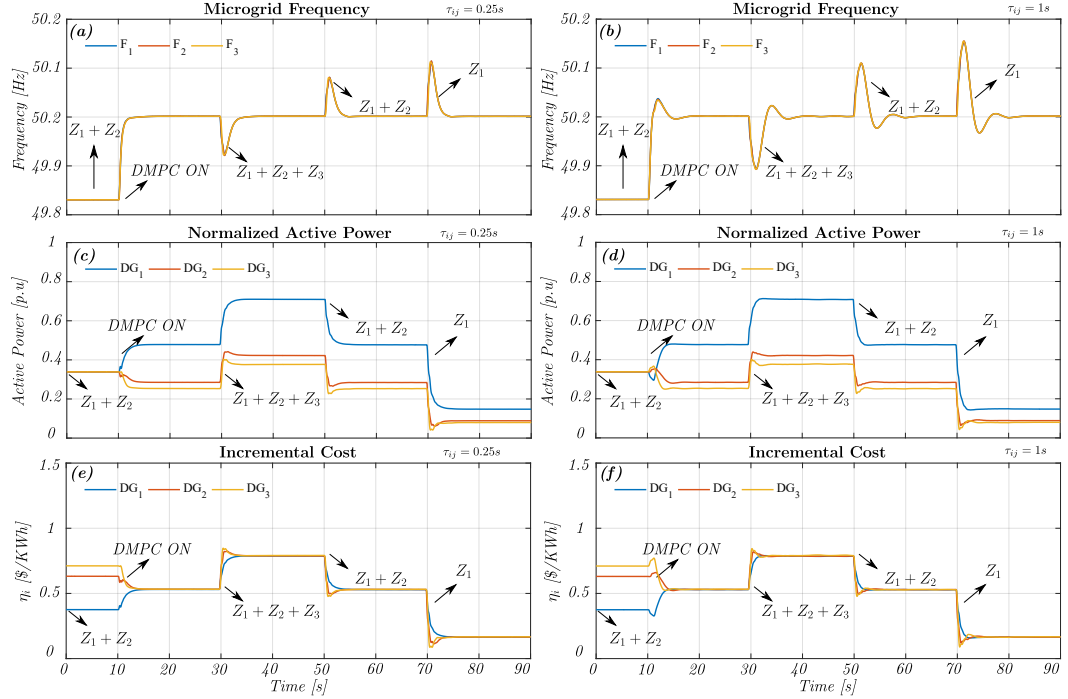 Microgrid Frequency
τij = 0.25s
(a)
F1 F2 F3
50.2
50.1
50.2
49.9
49.8
Frequency [Hz]
Z1 + Z2
DMPC ON
Z1 + Z2 + Z3
Z1 + Z2
Z1
Microgrid Frequency
τij = 1s
(b)
F1 F2 F3
50.2
50.1
50.2
49.9
49.8
Frequency [Hz]
Z1 + Z2
DMPC ON
Z1 + Z2 + Z3
Z1 + Z2
Z1
Normalized Active Power
τij = 0.25s
(c)
DG1 DG2 DG3
1
0.8
0.6
0.4
0.2
0
Active Power [p.u]
DMPC ON
Z1 + Z2
Z1 + Z2 + Z3
Z1 + Z2
Z1
Normalized Active Power
τij = 1s
(d)
DG1 DG2 DG3
1
0.8
0.6
0.4
0.2
0
Active Power [p.u]
DMPC ON
Z1 + Z2
Z1 + Z2 + Z3
Z1 + Z2
Z1
Incremental Cost
τij = 0.25s
(e)
DG1 DG2 DG3
1.5
1
0.5
0
ηi [$/KWh]
DMPC ON
Z1 + Z2
Z1 + Z2 + Z3
Z1 + Z2
Z1
0 10 20 30 40 50 60 70 80 90
Time [s]
Incremental Cost
τij = 1s
(f)
DG1 DG2 DG3
1.5
1
0.5
0
ηi [$/KWh]
DMPC ON
Z1 + Z2
Z1 + Z2 + Z3
Z1 + Z2
Z1
0 10 20 30 40 50 60 70 80 90
Time [s]